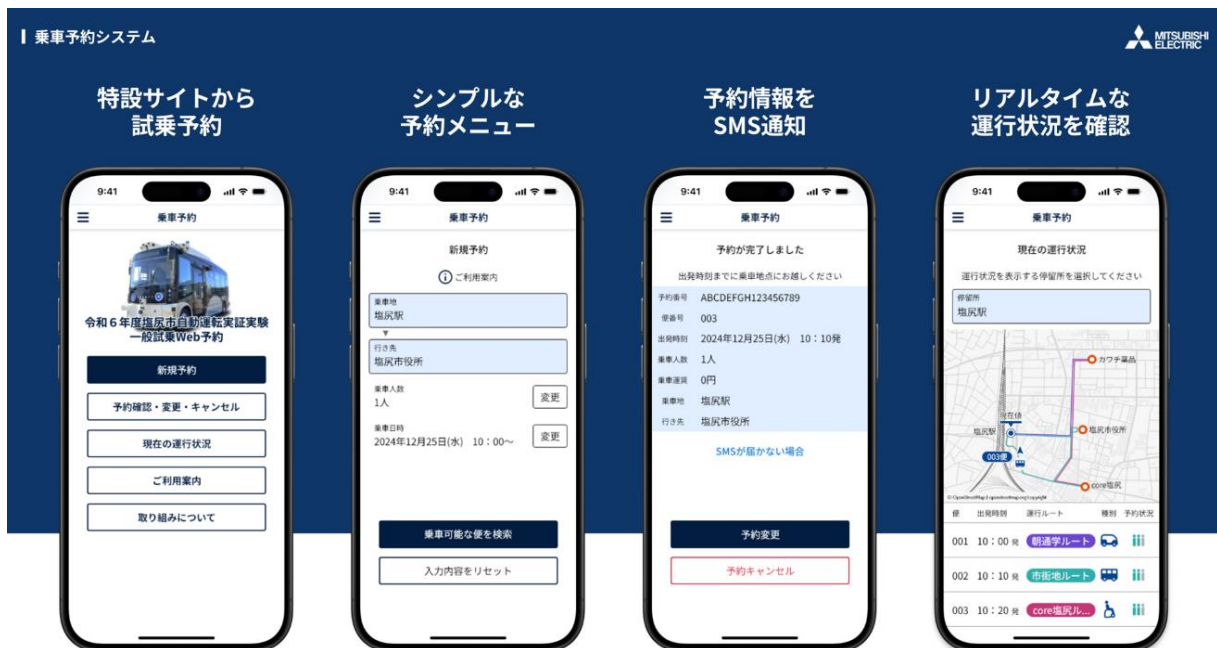 乗車予約システム
MITSUBISHI
ELECTRIC
特設サイトから
試乗予約
9:41
乗車予約
令和6年度塩尻市自動運転実証実験
一般試乗Web予約
新規予約
予約確認・変更・キャンセル
現在の運行状況
ご利用案内
取り組みについて
シンプルな
予約メニュー
9:41
乗車予約
新規予約
ご利用案内
乗車地
塩尻駅
行き先
塩尻市役所
乗車人数
1人
変更
乗車日時
2024年12月25日(水) 10:00～
変更
乗車可能な便を検索
入力内容をリセット
予約情報を
SMS通知
9:41
乗車予約
予約が完了しました
出発時刻までに乗車地点にお越しください
予約番号 ABCDEFGH123456789
便番号 003
出発時刻 2024年12月25日(水) 10:10発
乗車人数 1人
乗車運賃 0円
乗車地 塩尻駅
行き先 塩尻市役所
SMSが届かない場合
予約変更
予約キャンセル
リアルタイムな
運行状況を確認
9:41
乗車予約
現在の運行状況
運行状況を表示する停留所を選択してください
停留所
塩尻駅
カワチ薬品
現在値
塩尻駅
塩尻市役所
003便
core塩尻
便 出発時刻 運行ルート 種別 予約状況
001 10:00発 朝通学ルート
002 10:10発 市街地ルート
003 10:20発 core塩尻ル...